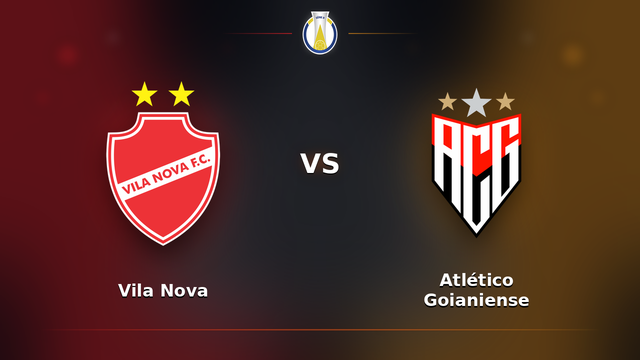 VILA NOVA F.C.
VS
ACG
Vila Nova
Atlético
Goianiense